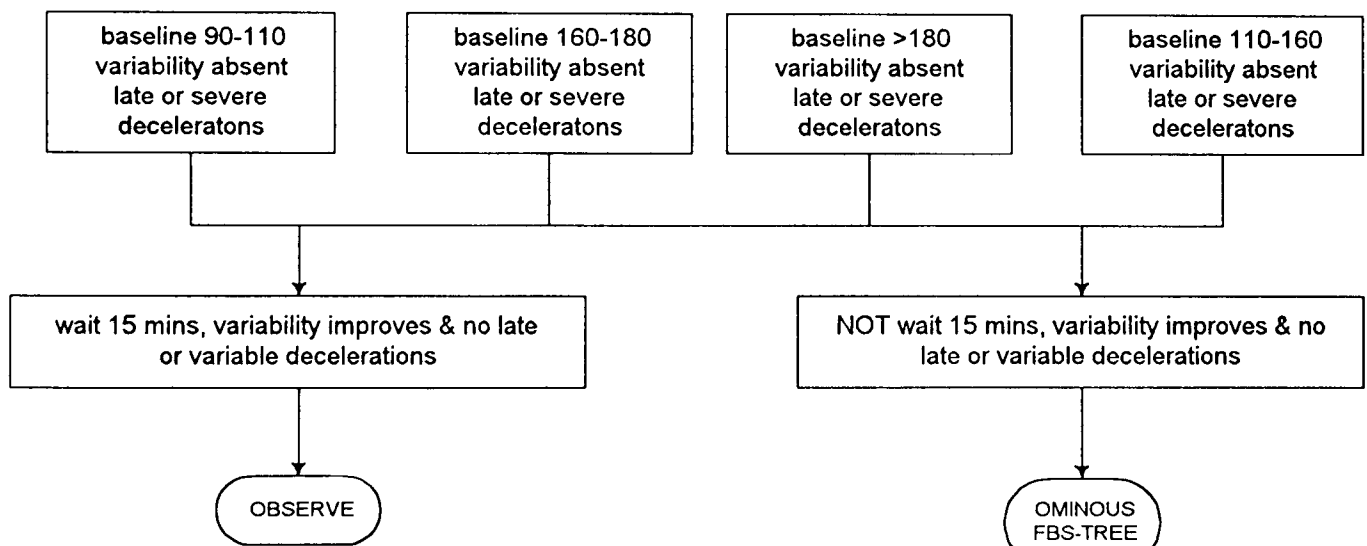 baseline 90-110
variability absent
late or severe
deceleratons
baseline 160-180
variability absent
late or severe
deceleratons
baseline >180
variability absent
late or severe
deceleratons
baseline 110-160
variability absent
late or severe
deceleratons
wait 15 mins, variability improves & no late
or variable decelerations
NOT wait 15 mins, variability improves & no
late or variable decelerations
OBSERVE
OMINOUS
FBS-TREE